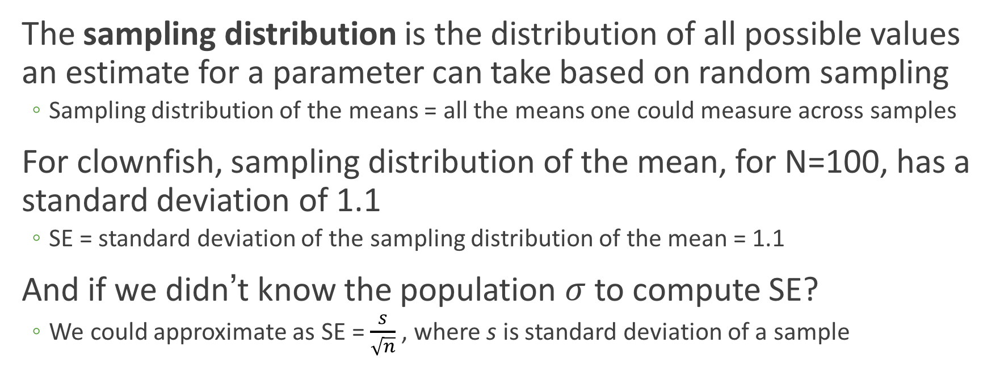 The sampling distribution is the distribution of all possible values
an estimate for a parameter can take based on random sampling
◦ Sampling distribution of the means = all the means one could measure across samples
For clownfish, sampling distribution of the mean, for N=100, has a
standard deviation of 1.1
◦ SE = standard deviation of the sampling distribution of the mean = 1.1
And if we didn’t know the population 𝜎 to compute SE?
◦ We could approximate as SE = s/√n , where s is standard deviation of a sample